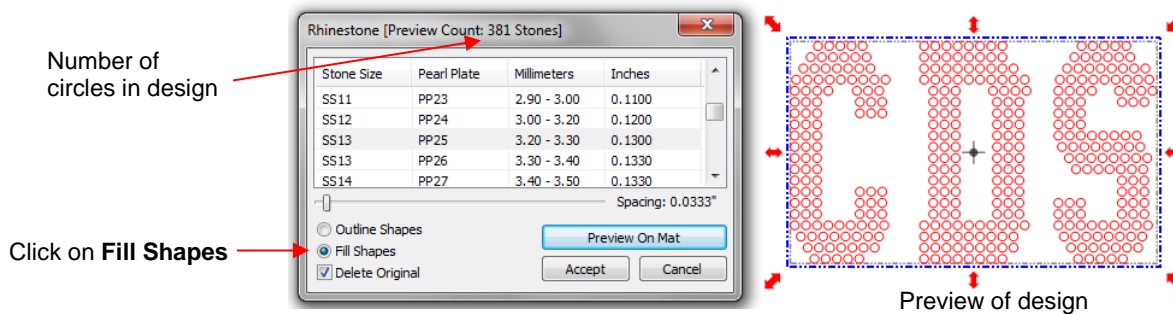 Rhinestone [Preview Count: 381 Stones]
Number of
circles in design
Stone Size Pearl Plate Millimeters Inches
SS11 PP23 2.90 - 3.00 0.1100
SS12 PP24 3.00 - 3.20 0.1200
SS13 PP25 3.20 - 3.30 0.1300
SS13 PP26 3.30 - 3.40 0.1330
SS14 PP27 3.40 - 3.50 0.1330
Spacing: 0.0333"
Outline Shapes
Click on Fill Shapes
Fill Shapes
Preview On Mat
Delete Original
Accept Cancel
CDS
Preview of design